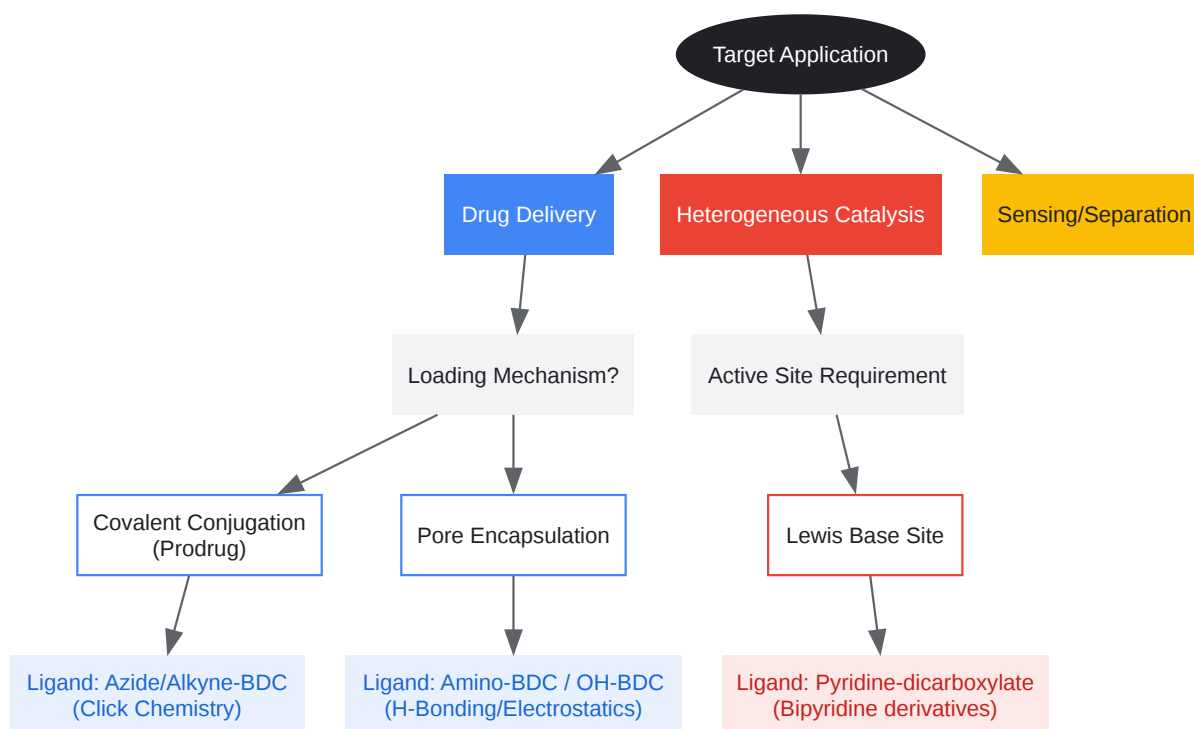 Target Application
Drug Delivery
Heterogeneous Catalysis
Sensing/Separation
Loading Mechanism?
Active Site Requirement
Covalent Conjugation
(Prodrug)
Pore Encapsulation
Lewis Base Site
Ligand: Azide/Alkyne-BDC
(Click Chemistry)
Ligand: Amino-BDC / OH-BDC
(H-Bonding/Electrostatics)
Ligand: Pyridine-dicarboxylate
(Bipyridine derivatives)